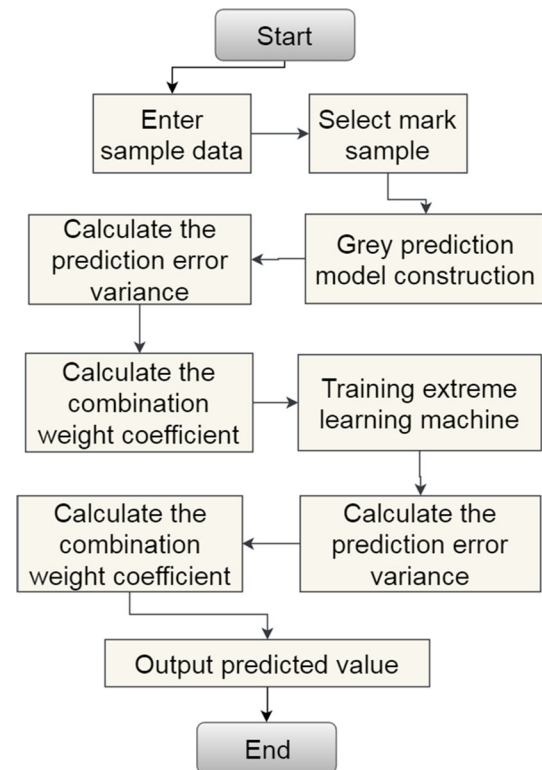 Start
Enter
sample data
Select mark
sample
Grey prediction
model construction
Calculate the
prediction error
variance
Calculate the
combination
weight coefficient
Training extreme
learning machine
Calculate the
prediction error
variance
Calculate the
combination
weight coefficient
Output predicted value
End